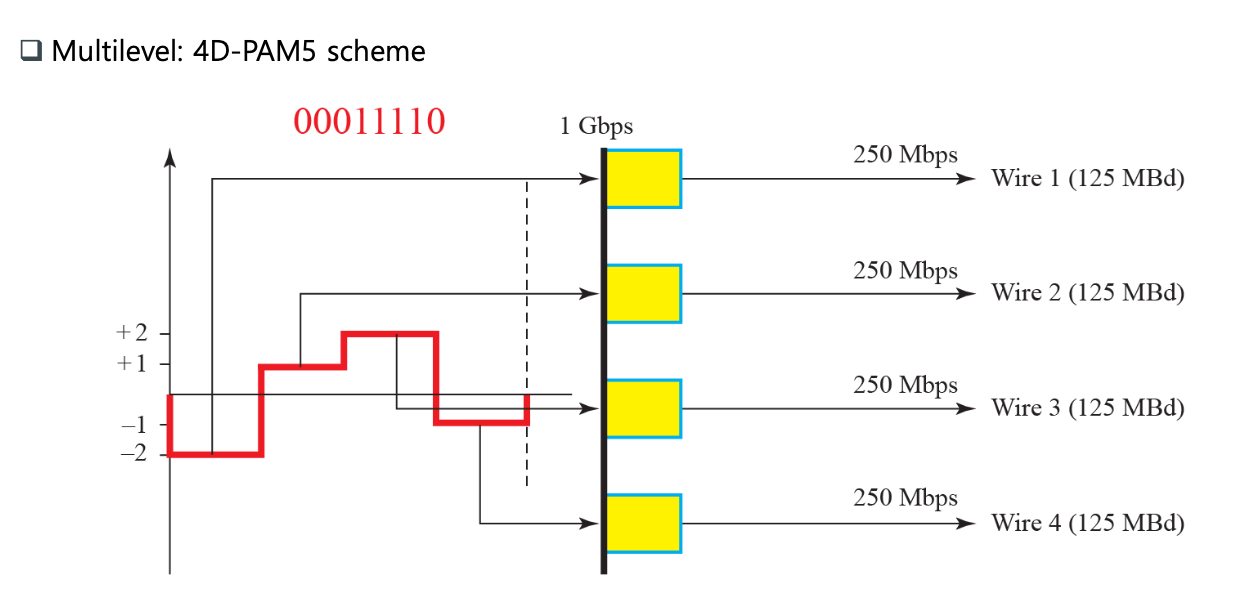 Multilevel: 4D-PAM5 scheme
00011110
1 Gbps
250 Mbps
Wire 1 (125 MBd)
250 Mbps
Wire 2 (125 MBd)
+2
+1
250 Mbps
Wire 3 (125 MBd)
−1
−2
250 Mbps
Wire 4 (125 MBd)